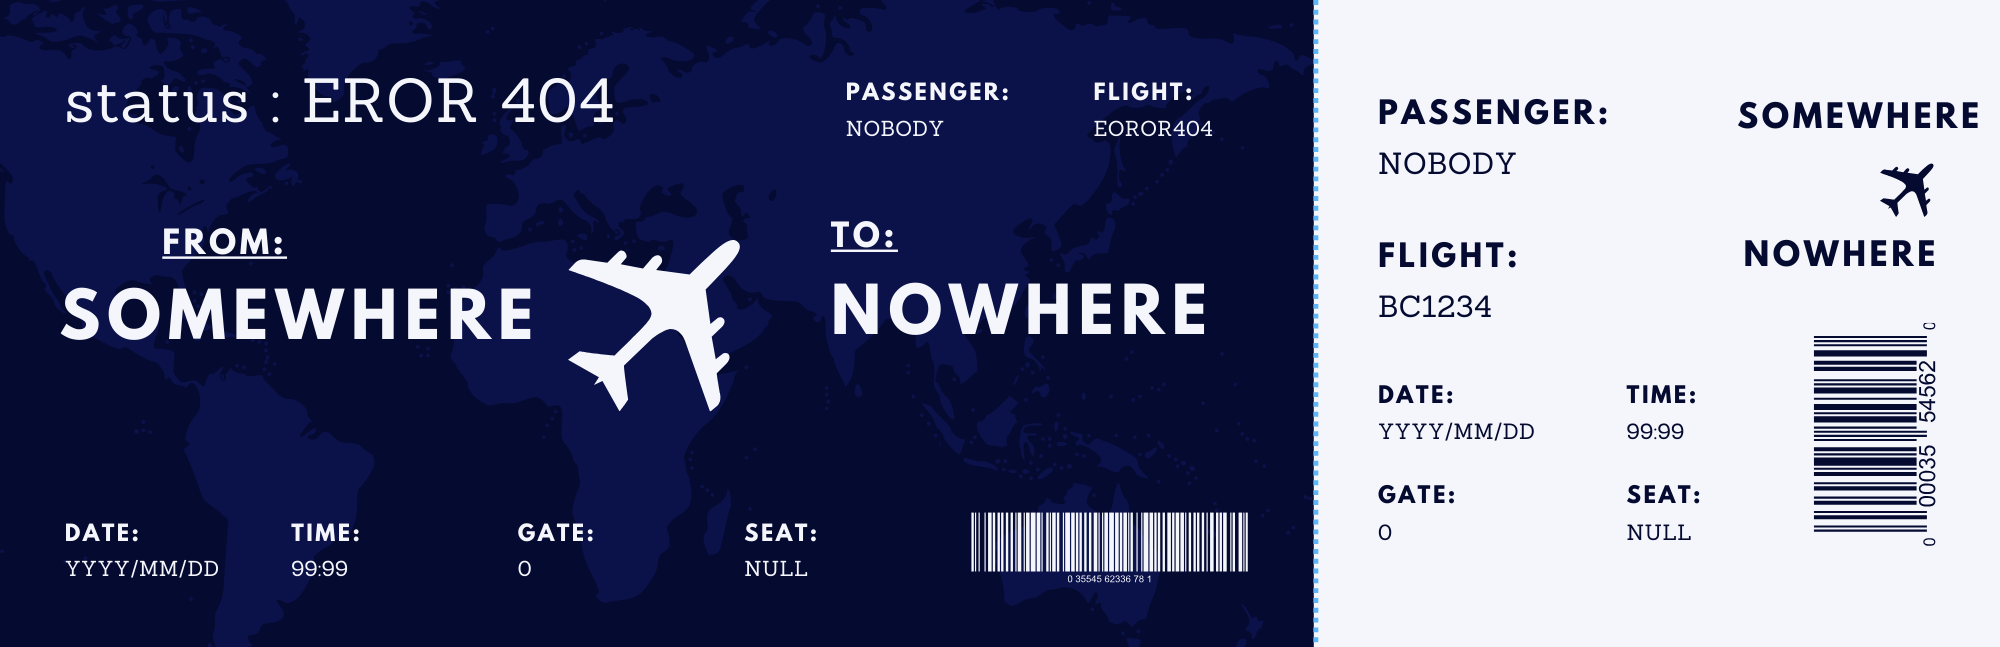 status : EROR 404
PASSENGER:
NOBODY
FLIGHT:
EOROR404
FROM:
SOMEWHERE
TO:
NOWHERE
DATE:
YYYY/MM/DD
TIME:
99:99
GATE:
0
SEAT:
NULL
0 35545 62336 78 1
PASSENGER:
NOBODY
SOMEWHERE
NOWHERE
FLIGHT:
BC1234
DATE:
YYYY/MM/DD
TIME:
99:99
GATE:
0
SEAT:
NULL
0 00035 54562 0